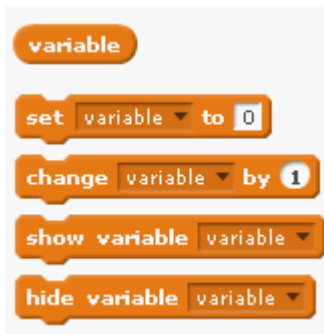 variable
set variable to 0
change variable by 1
show variable variable
hide variable variable